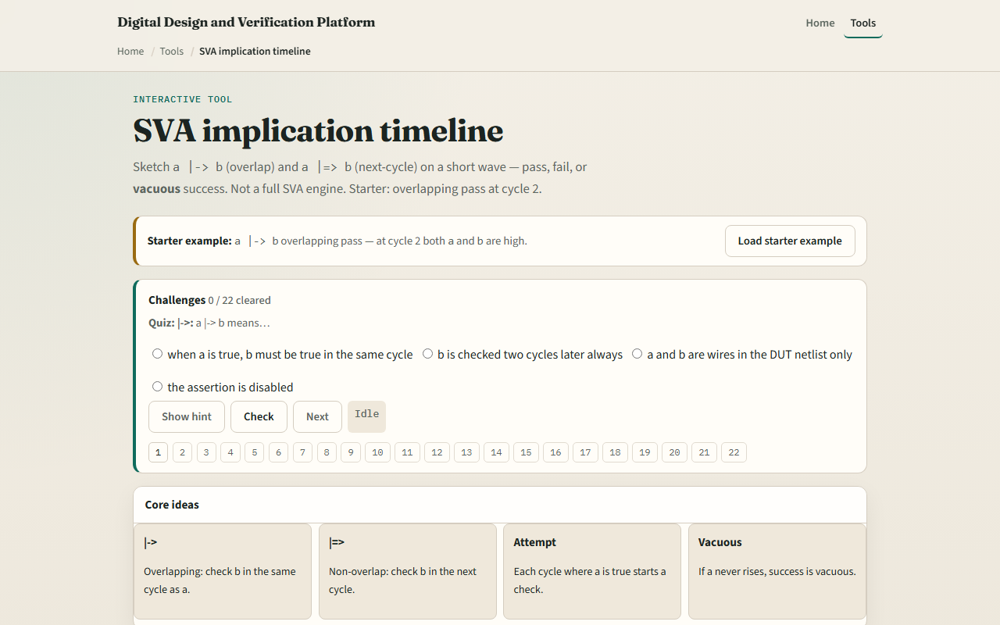 Digital Design and Verification Platform
Home Tools
Home / Tools / SVA implication timeline
INTERACTIVE TOOL
SVA implication timeline
Sketch a |-> b (overlap) and a |=> b (next-cycle) on a short wave — pass, fail, or
vacuous success. Not a full SVA engine. Starter: overlapping pass at cycle 2.
Starter example: a |-> b overlapping pass — at cycle 2 both a and b are high.
Load starter example
Challenges 0 / 22 cleared
Quiz: |->: a |-> b means…
when a is true, b must be true in the same cycle b is checked two cycles later always a and b are wires in the DUT netlist only
the assertion is disabled
Show hint Check Next Idle
1 2 3 4 5 6 7 8 9 10 11 12 13 14 15 16 17 18 19 20 21 22
Core ideas
|->
Overlapping: check b in the same
cycle as a.
|=>
Non-overlap: check b in the next
cycle.
Attempt
Each cycle where a is true starts a
check.
Vacuous
If a never rises, success is vacuous.